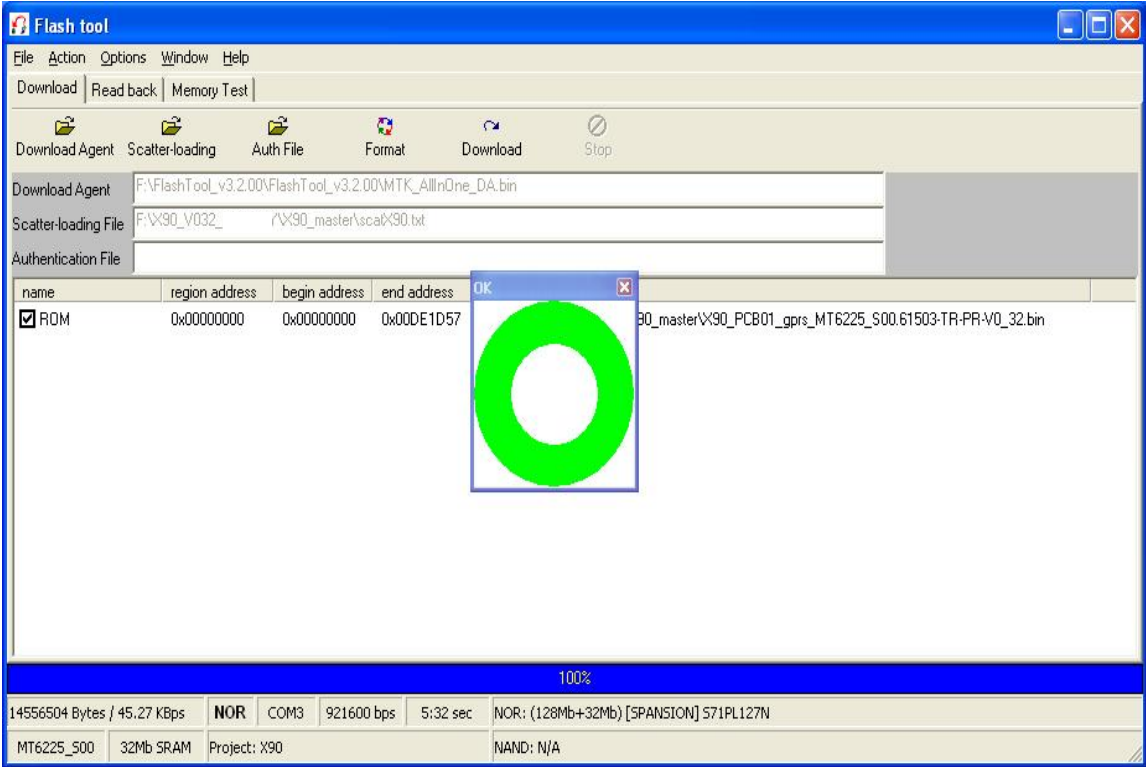 Flash tool
File Action Options Window Help
Download Read back Memory Test
Download Agent Scatter-loading Auth File Format Download Stop
Download Agent F:\FlashTool_v3.2.00\FlashTool_v3.2.00\MTK_AllInOne_DA.bin
Scatter-loading File F:\X90_V032_ \X90_master\scatX90.txt
Authentication File
OK
name region address begin address end address
ROM 0x00000000 0x00000000 0x00DE1D57 90_master\X90_PCB01_gprs_MT6225_S00.61503-TR-PR-V0_32.bin
100%
14556504 Bytes / 45.27 KBps NOR COM3 921600 bps 5:32 sec NOR: (128Mb+32Mb) [SPANSION] S71PL127N
MT6225_S00 32Mb SRAM Project: X90 NAND: N/A